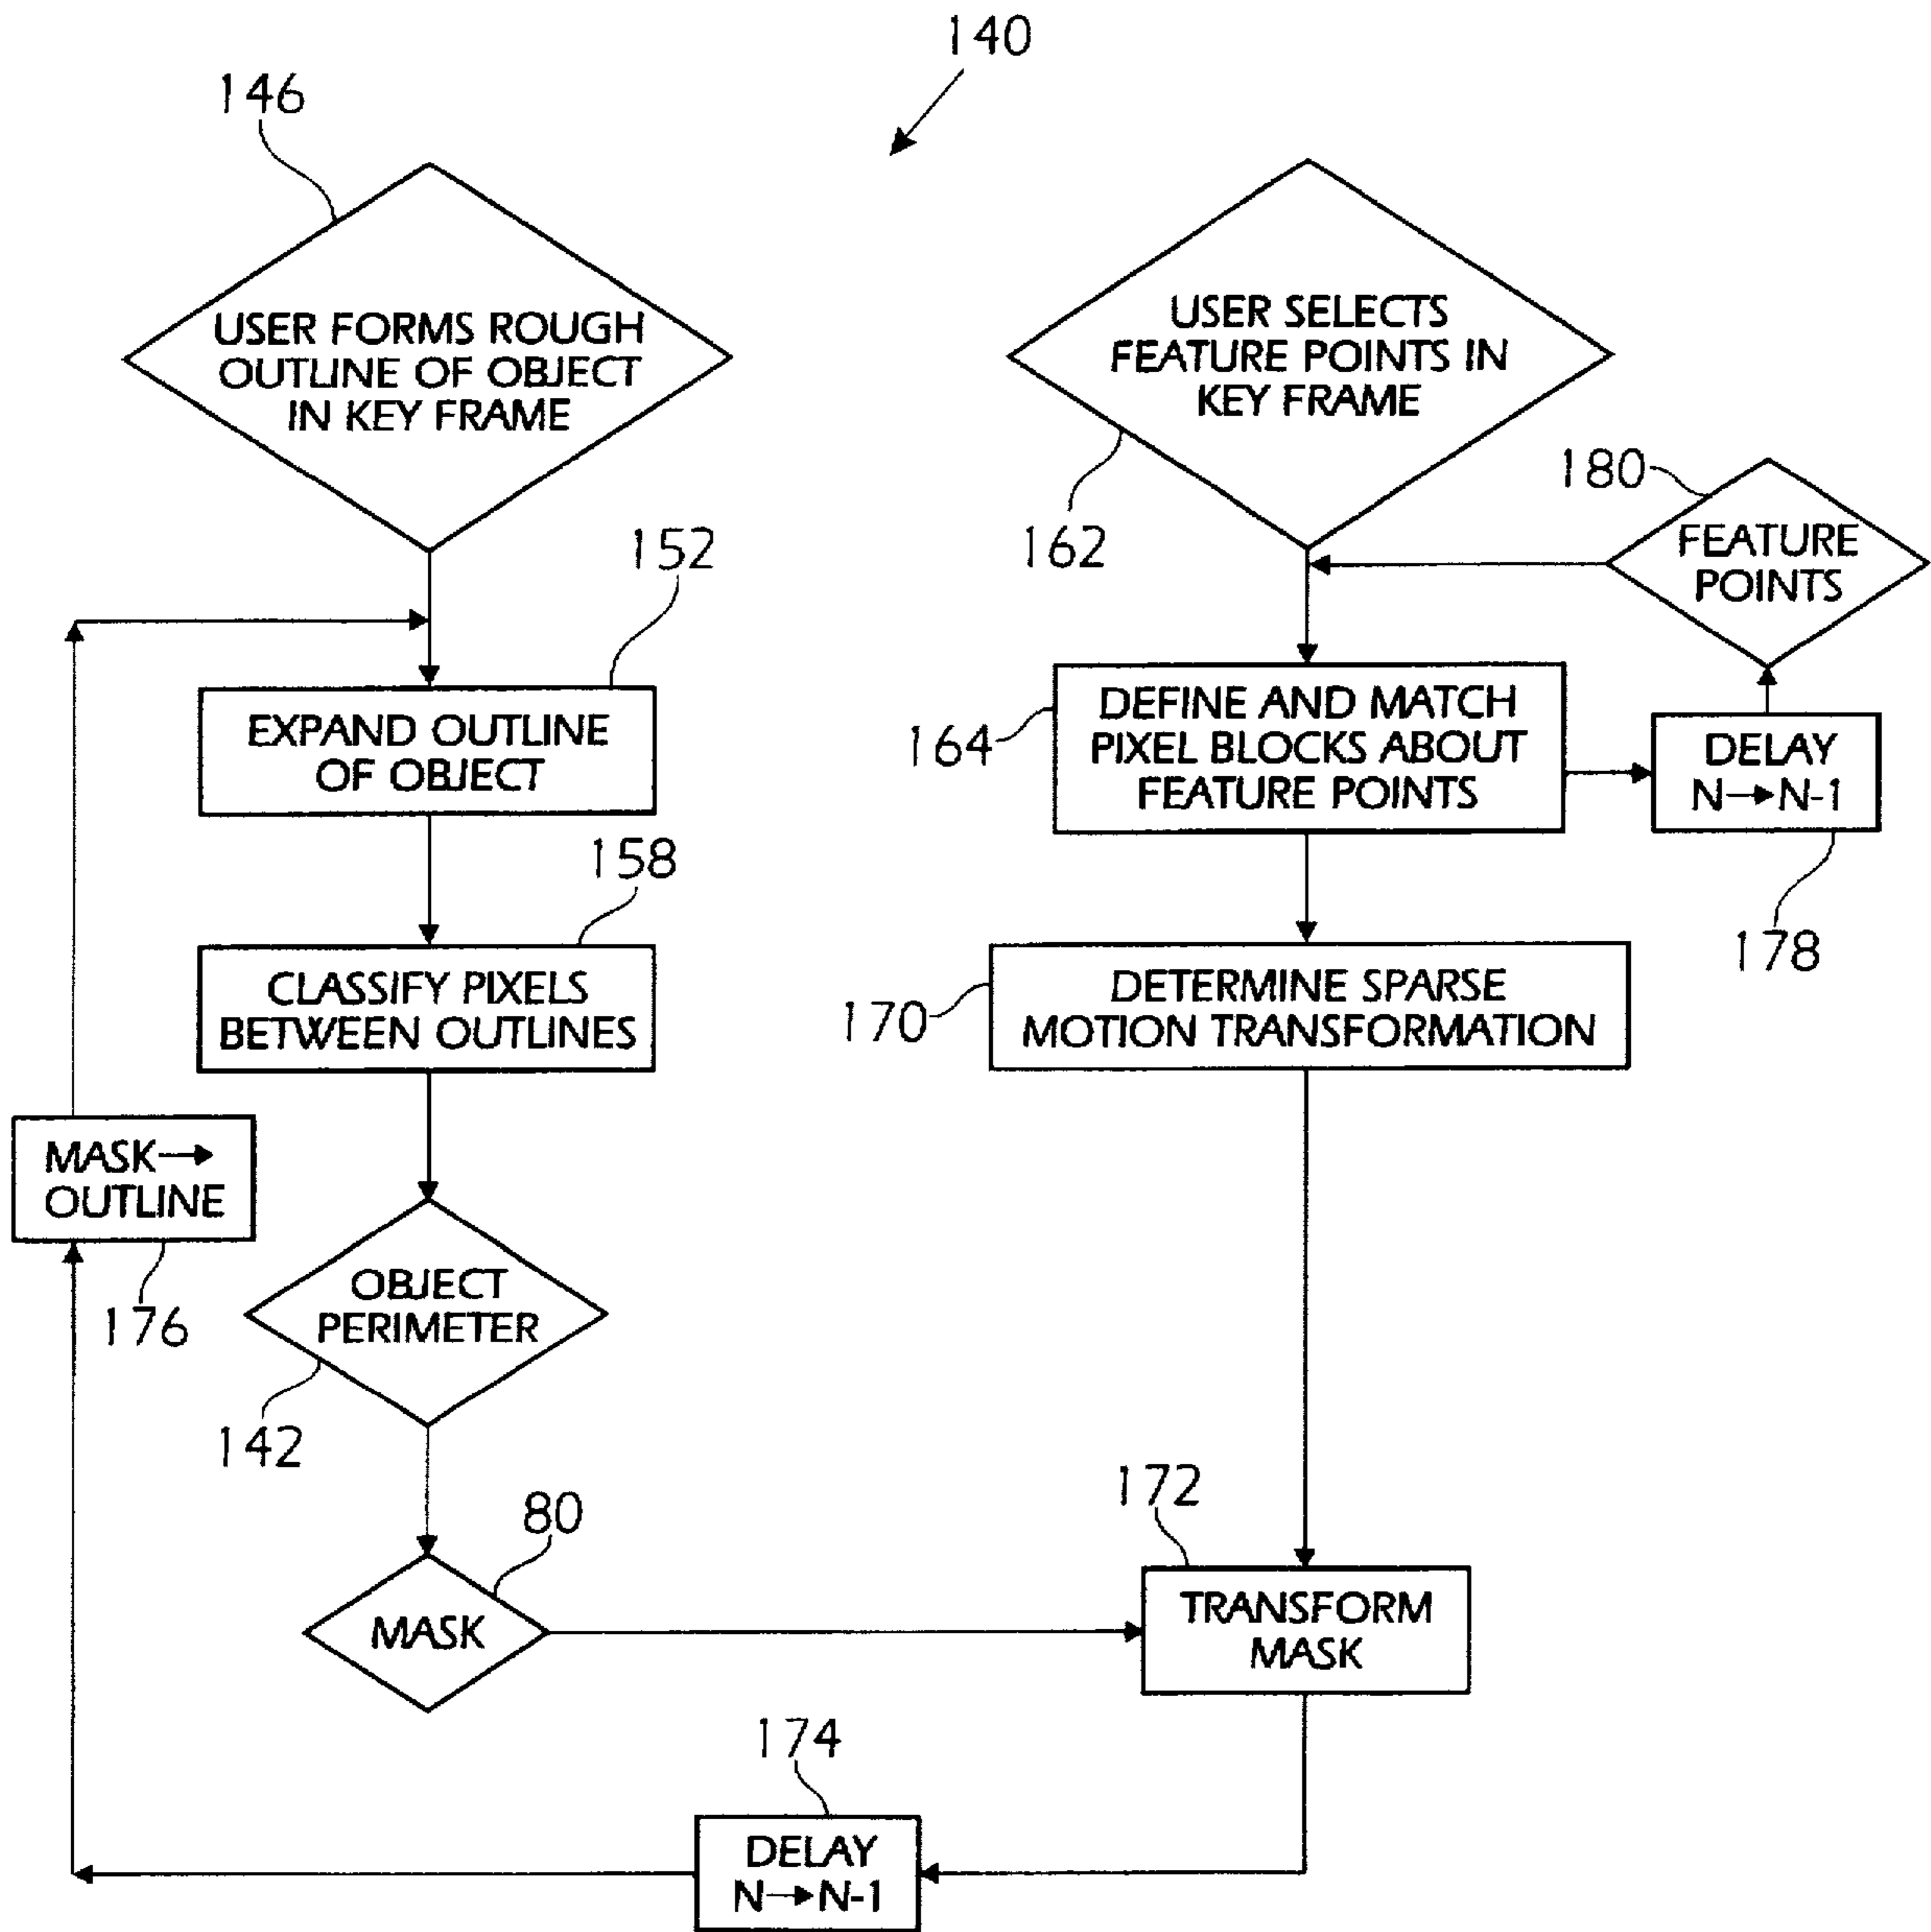 140
146
USER FORMS ROUGH
OUTLINE OF OBJECT
IN KEY FRAME
USER SELECTS
FEATURE POINTS IN
KEY FRAME
162
180
FEATURE
POINTS
152
EXPAND OUTLINE
OF OBJECT
164
DEFINE AND MATCH
PIXEL BLOCKS ABOUT
FEATURE POINTS
DELAY
N→N-1
178
158
CLASSIFY PIXELS
BETWEEN OUTLINES
170
DETERMINE SPARSE
MOTION TRANSFORMATION
MASK→
OUTLINE
176
OBJECT
PERIMETER
142
80
MASK
172
TRANSFORM
MASK
174
DELAY
N→N-1